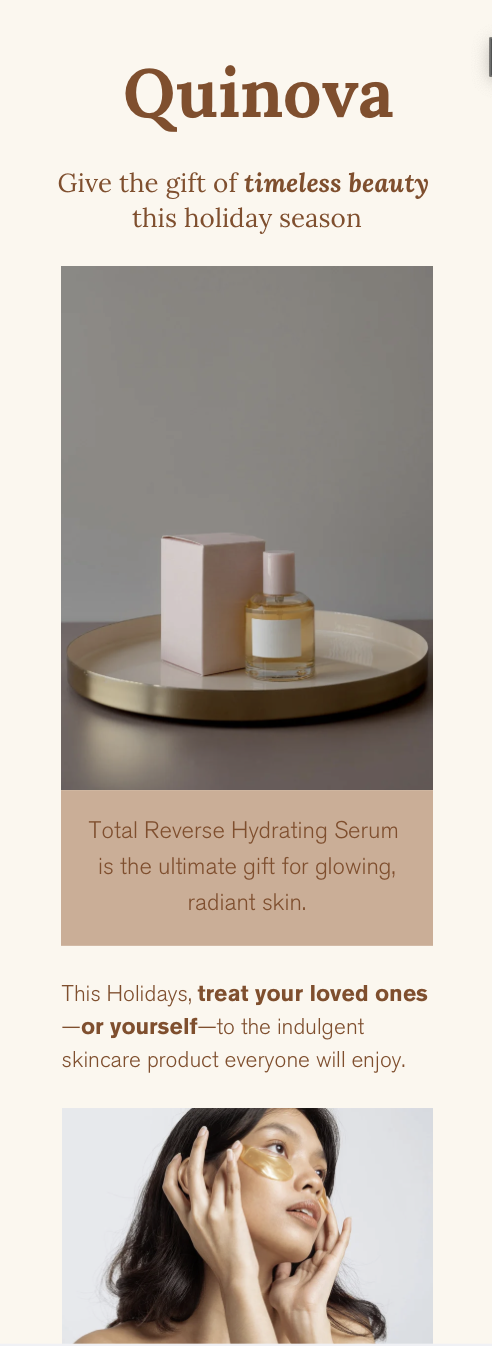 Quinova
Give the gift of timeless beauty
this holiday season
Total Reverse Hydrating Serum
is the ultimate gift for glowing,
radiant skin.
This Holidays, treat your loved ones
—or yourself—to the indulgent
skincare product everyone will enjoy.